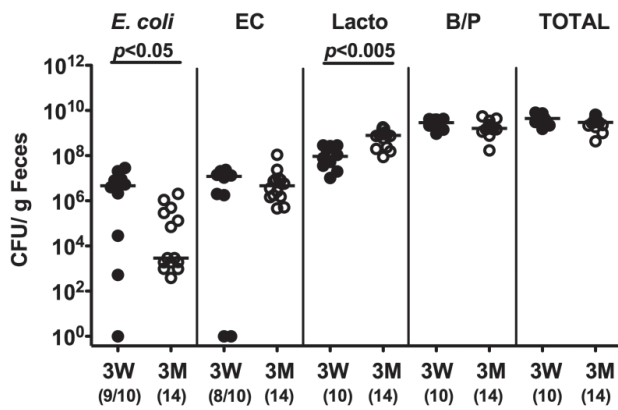 E. coli EC Lacto B/P TOTAL
p<0.05 p<0.005
CFU/ g Feces
10¹²
10¹⁰
10⁸
10⁶
10⁴
10²
10⁰
3W 3M 3W 3M 3W 3M 3W 3M 3W 3M
(9/10) (14) (8/10) (14) (10) (14) (10) (14) (10) (14)